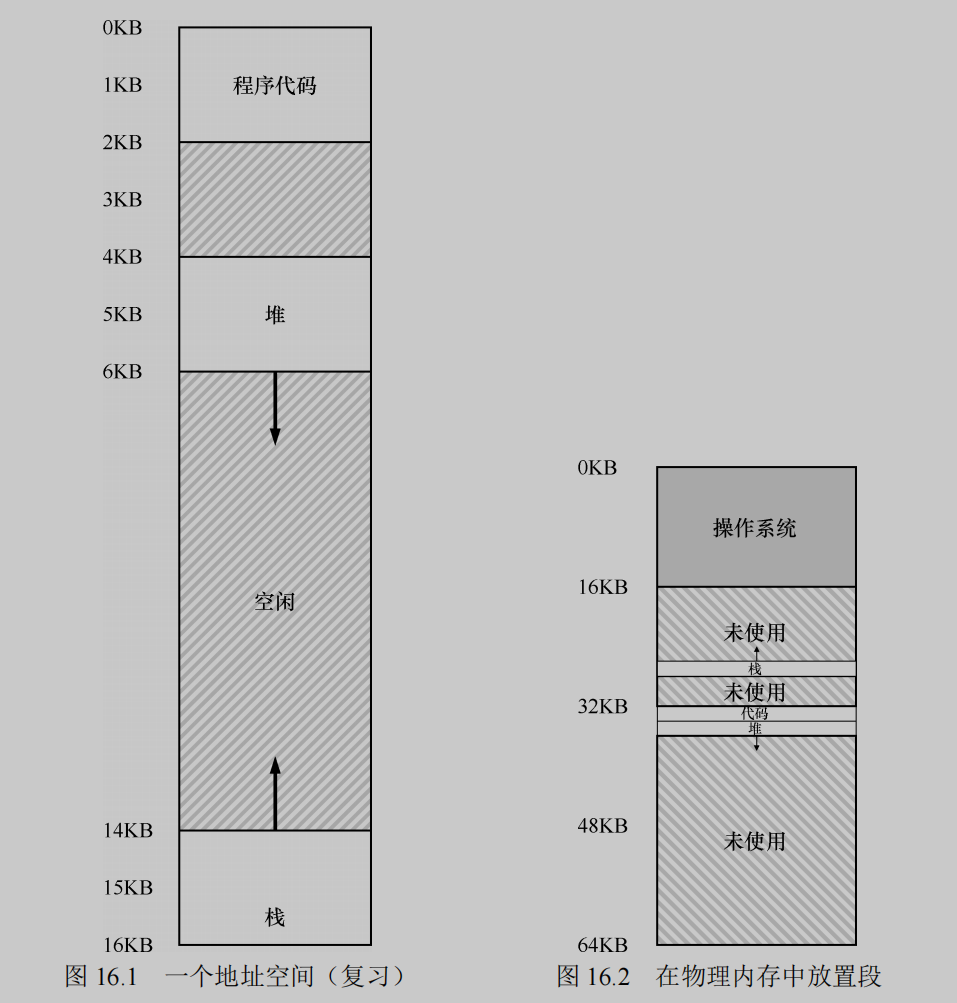 0KB
程序代码
1KB
2KB
3KB
4KB
堆
5KB
6KB
空闲
14KB
15KB
栈
16KB
图 16.1 一个地址空间（复习）
0KB
操作系统
16KB
未使用
栈
未使用
32KB
代码
堆
48KB
未使用
64KB
图 16.2 在物理内存中放置段